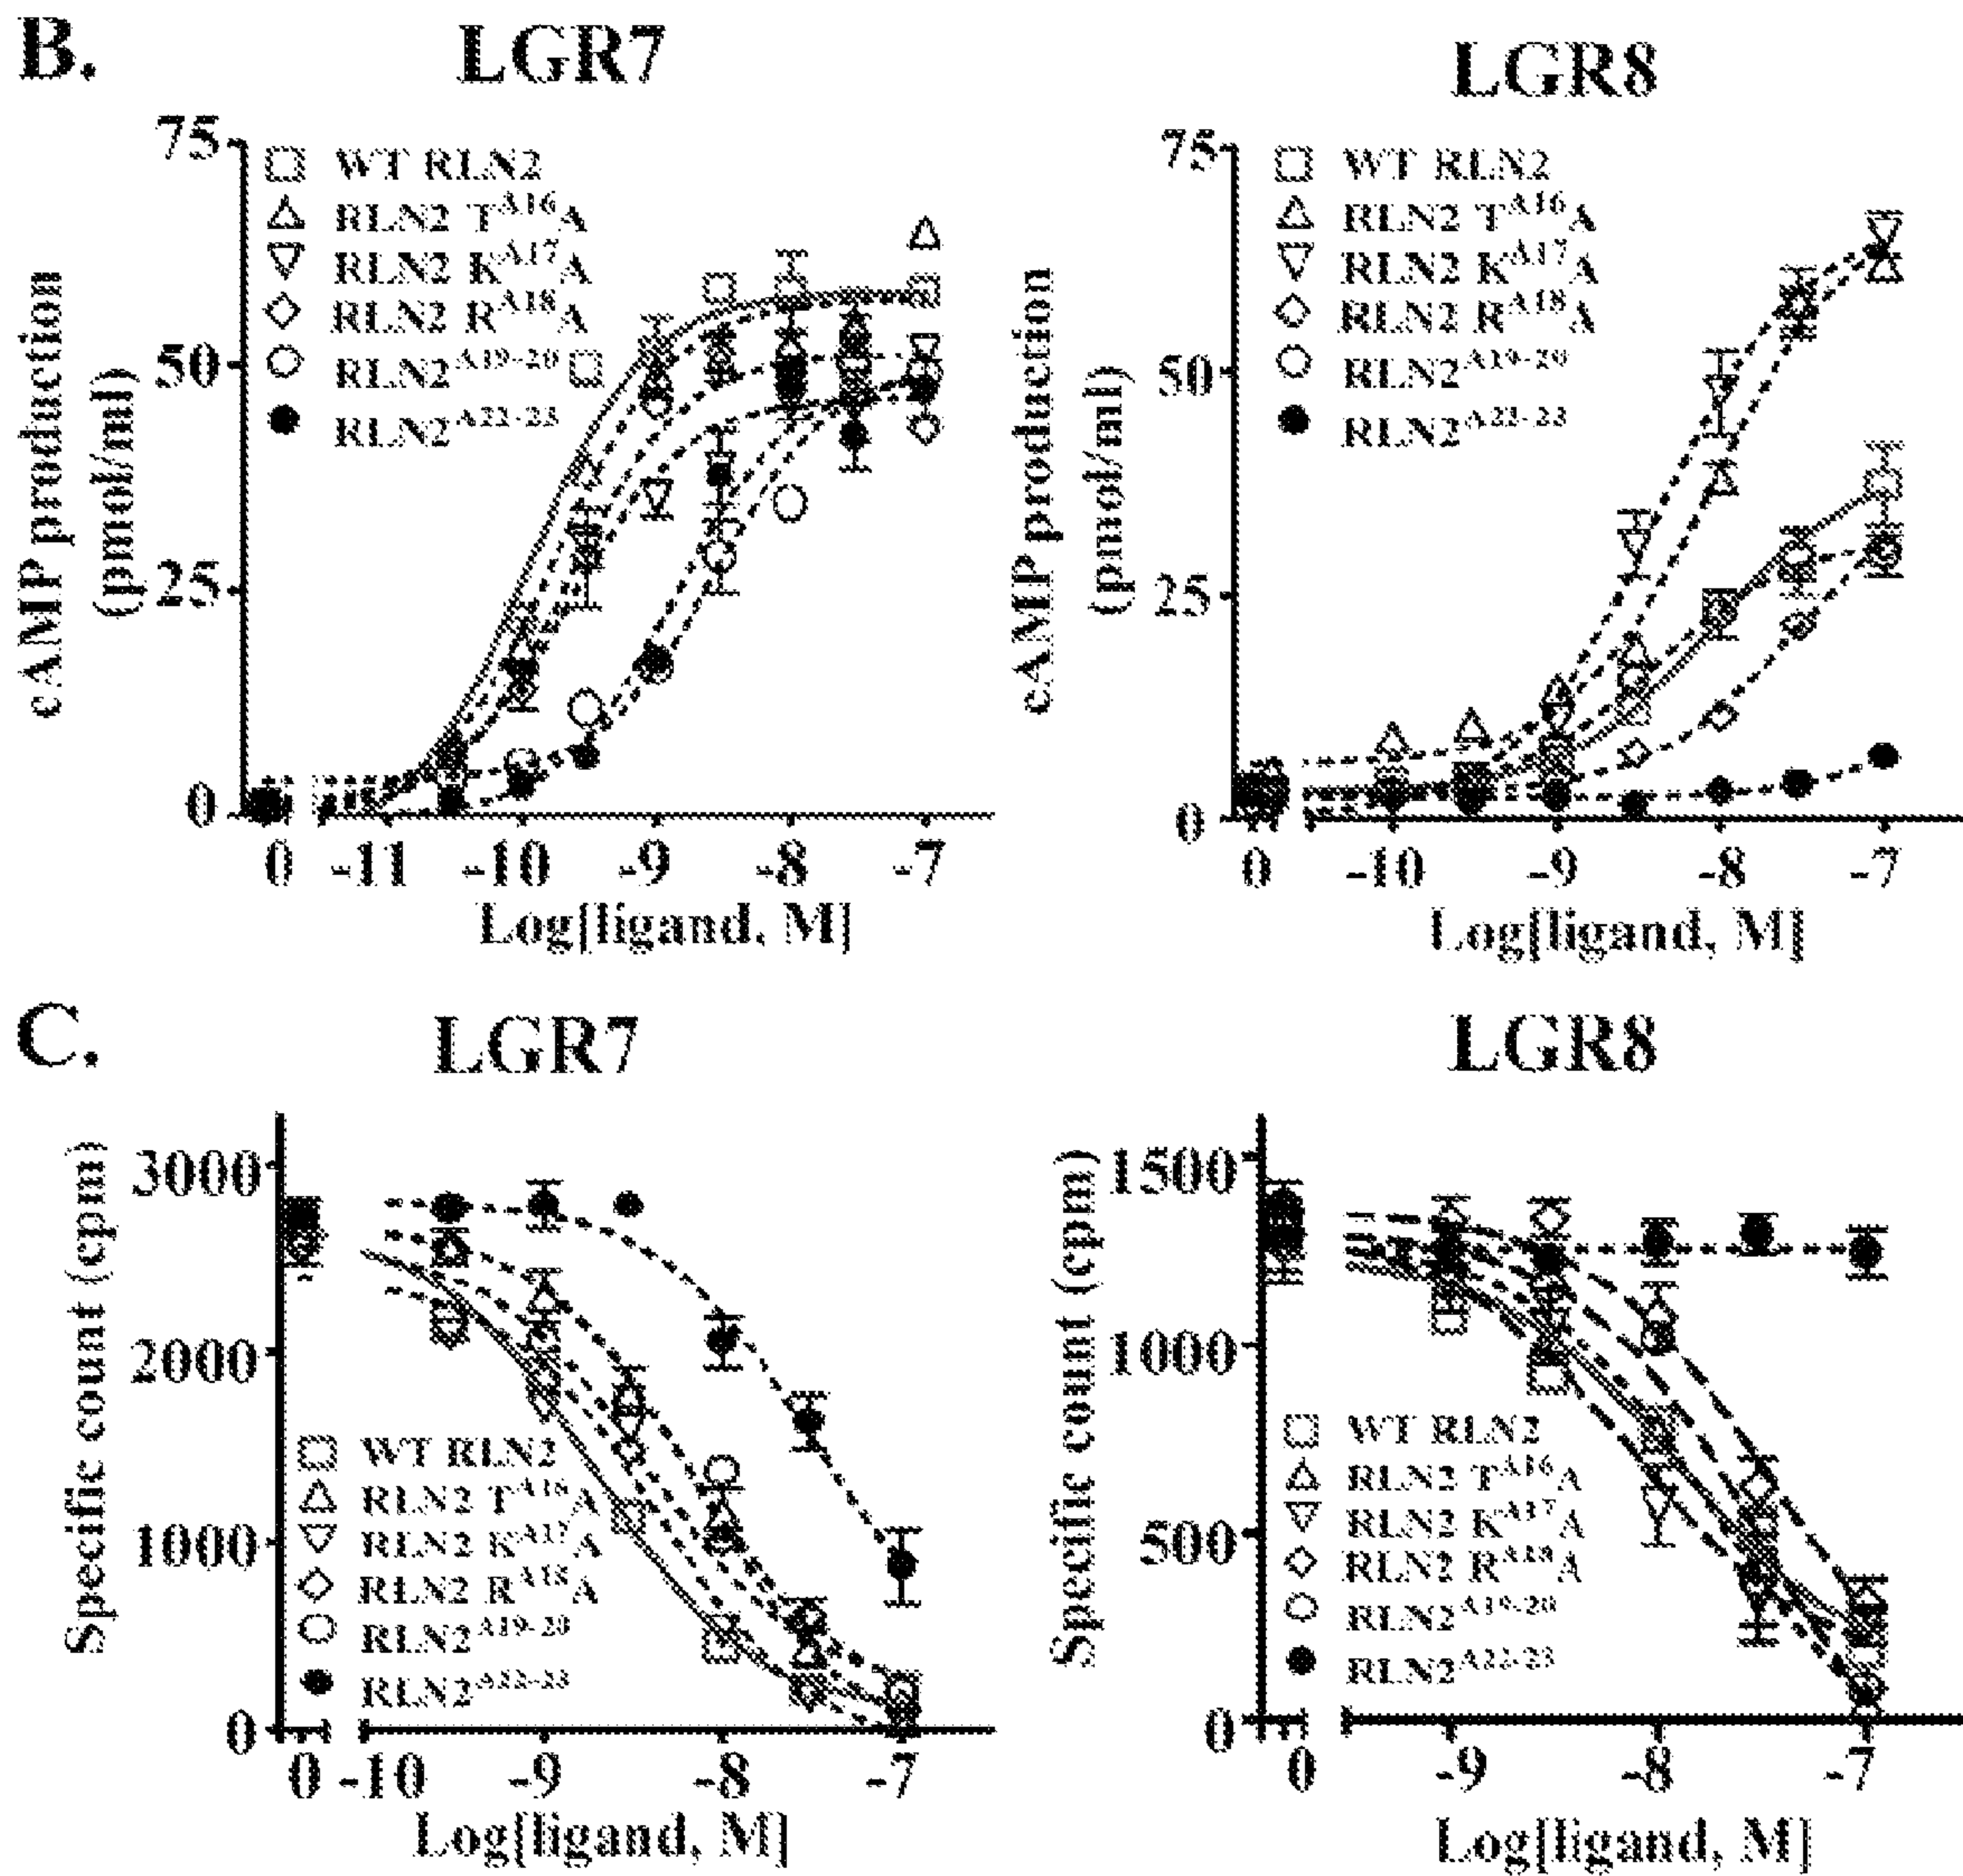 B.
LGR7
75
50
25
0
cAMP production
(pmol/ml)
WT RLN2
RLN2 T^A16A
RLN2 K^A17A
RLN2 R^A18A
RLN2^A19-20
RLN2^A22-23
0 -11 -10 -9 -8 -7
Log[ligand, M]
LGR8
75
50
25
0
cAMP production
(pmol/ml)
WT RLN2
RLN2 T^A16A
RLN2 K^A17A
RLN2 R^A18A
RLN2^A19-20
RLN2^A22-23
0 -10 -9 -8 -7
Log[ligand, M]
C.
LGR7
3000
2000
1000
0
Specific count (cpm)
WT RLN2
RLN2 T^A16A
RLN2 K^A17A
RLN2 R^A18A
RLN2^A19-20
RLN2^A22-23
0 -10 -9 -8 -7
Log[ligand, M]
LGR8
1500
1000
500
0
Specific count (cpm)
WT RLN2
RLN2 T^A16A
RLN2 K^A17A
RLN2 R^A18A
RLN2^A19-20
RLN2^A22-23
0 -9 -8 -7
Log[ligand, M]